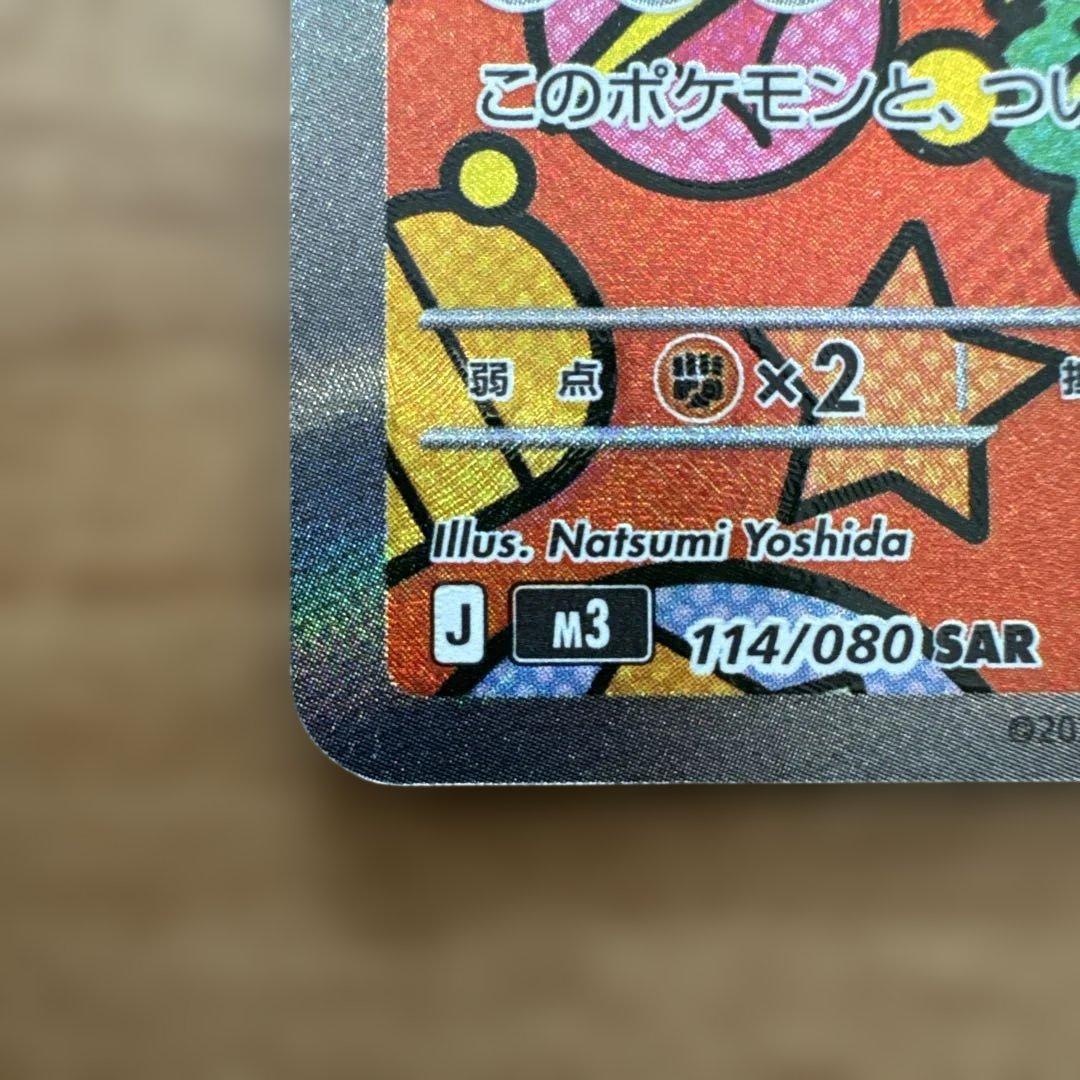 このポケモンと、つい
弱 点 ×2
Illus. Natsumi Yoshida
J M3 114/080 SAR
©20